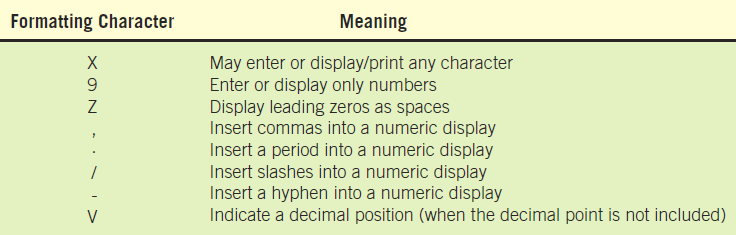 Formatting Character Meaning
X May enter or display/print any character
9 Enter or display only numbers
Z Display leading zeros as spaces
, Insert commas into a numeric display
. Insert a period into a numeric display
/ Insert slashes into a numeric display
- Insert a hyphen into a numeric display
V Indicate a decimal position (when the decimal point is not included)